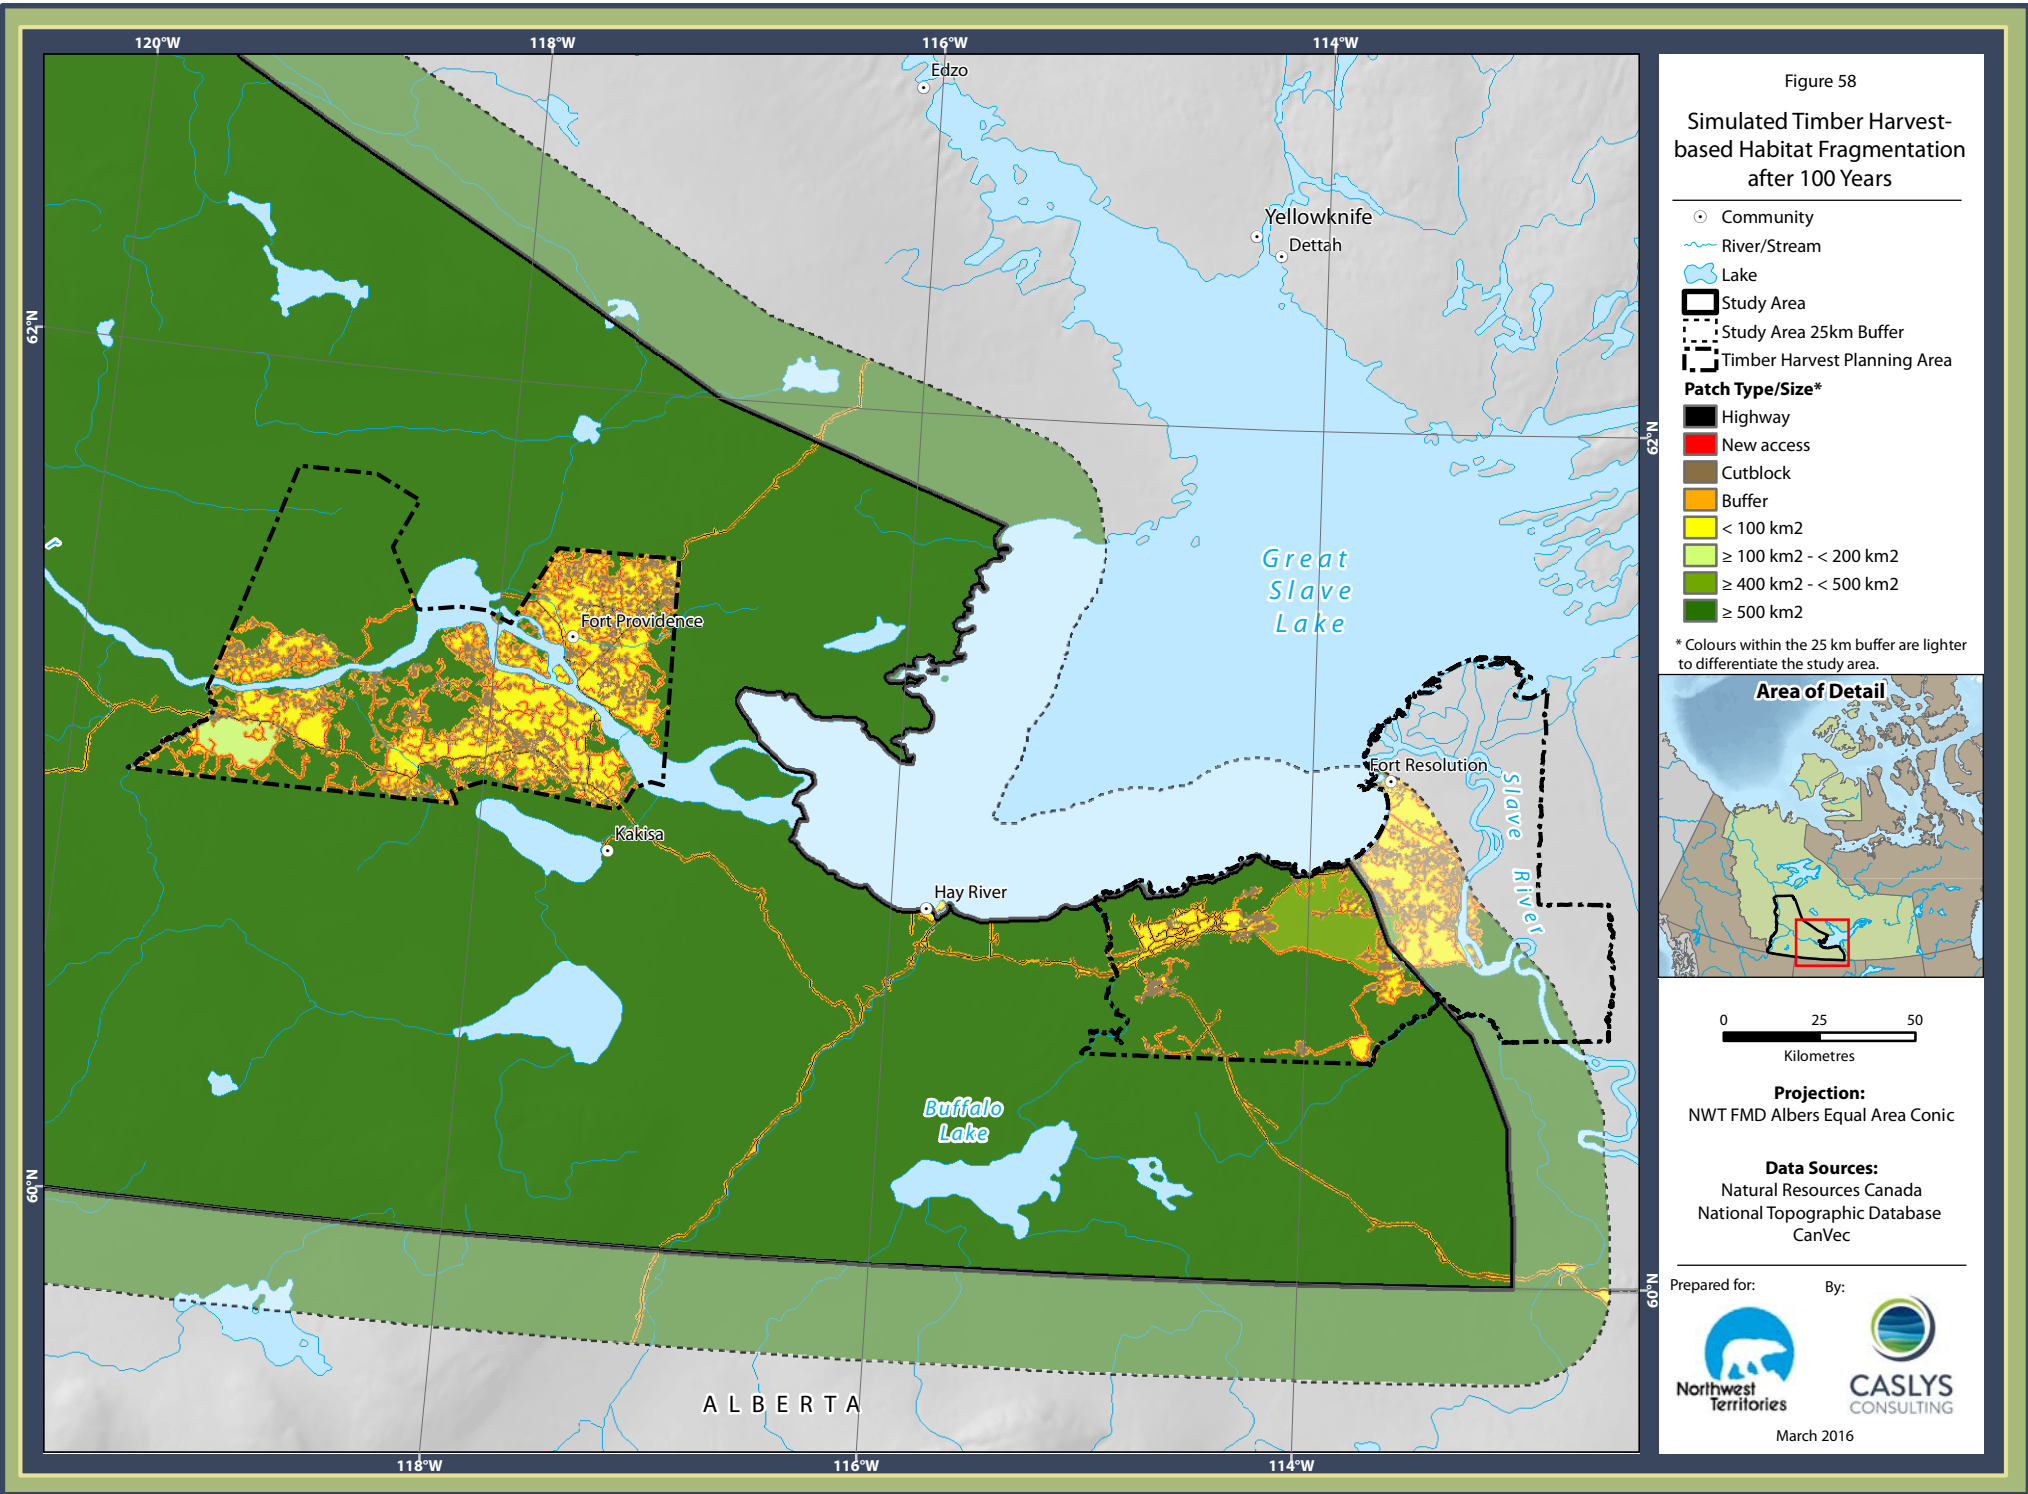 120°W
118°W
116°W
114°W
Edzo
Yellowknife
Dettah
62°N
62°N
Great
Slave
Lake
Fort Providence
Fort Resolution
Slave River
Kakisa
Hay River
Buffalo
Lake
60°N
60°N
ALBERTA
118°W
116°W
114°W
r
Figure 58
Simulated Timber Harvest-
based Habitat Fragmentation
after 100 Years
Community
River/Stream
Lake
Study Area
Study Area 25km Buffer
Timber Harvest Planning Area
Patch Type/Size*
Highway
New access
Cutblock
Buffer
< 100 km2
≥ 100 km2 - < 200 km2
≥ 400 km2 - < 500 km2
≥ 500 km2
* Colours within the 25 km buffer are lighter
to differentiate the study area.
Area of Detail
0 25 50
Kilometres
Projection:
NWT FMD Albers Equal Area Conic
Data Sources:
Natural Resources Canada
National Topographic Database
CanVec
Prepared for: By:
Northwest
Territories
CASLYS
CONSULTING
March 2016